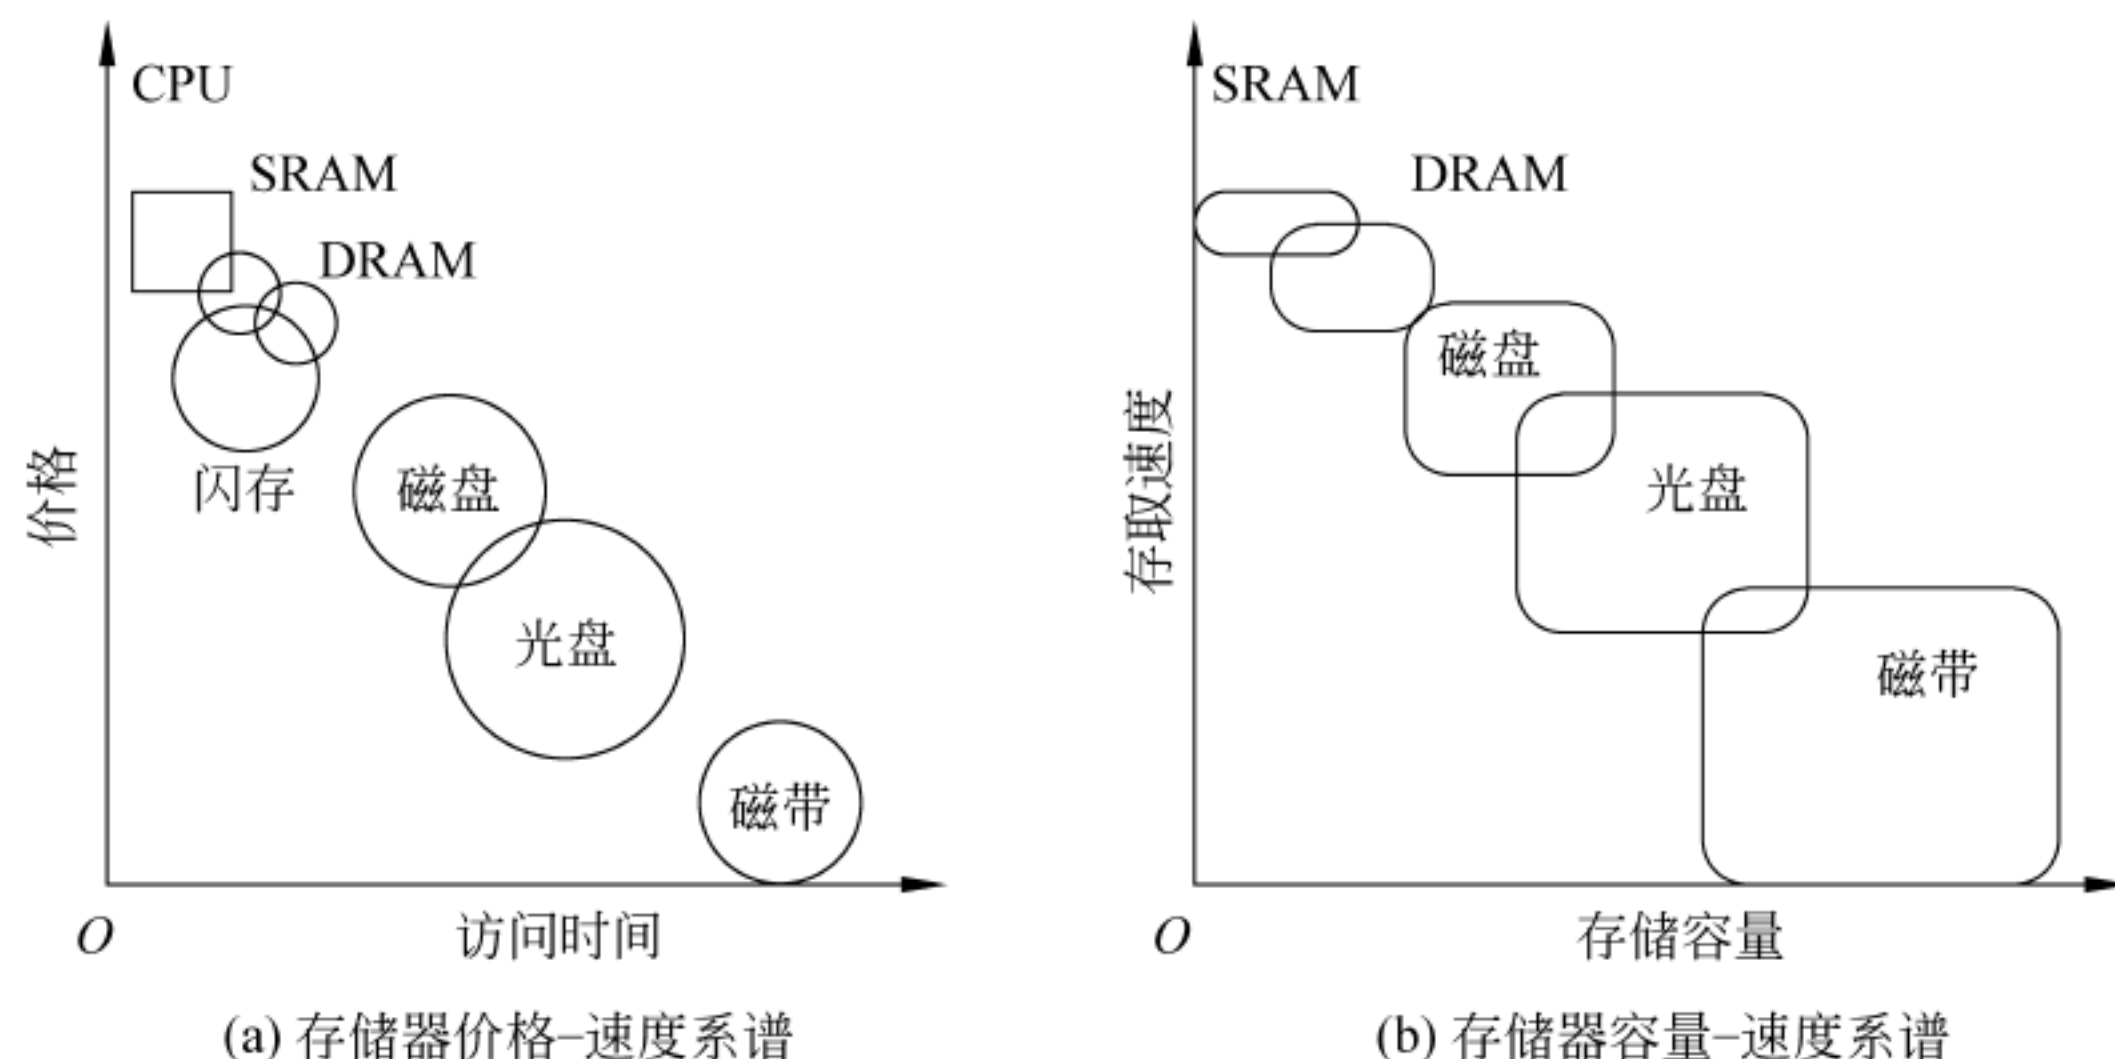 CPU
SRAM
DRAM
闪存
磁盘
光盘
磁带
价格
O
访问时间
(a) 存储器价格–速度系谱
SRAM
DRAM
磁盘
光盘
磁带
存取速度
O
存储容量
(b) 存储器容量–速度系谱